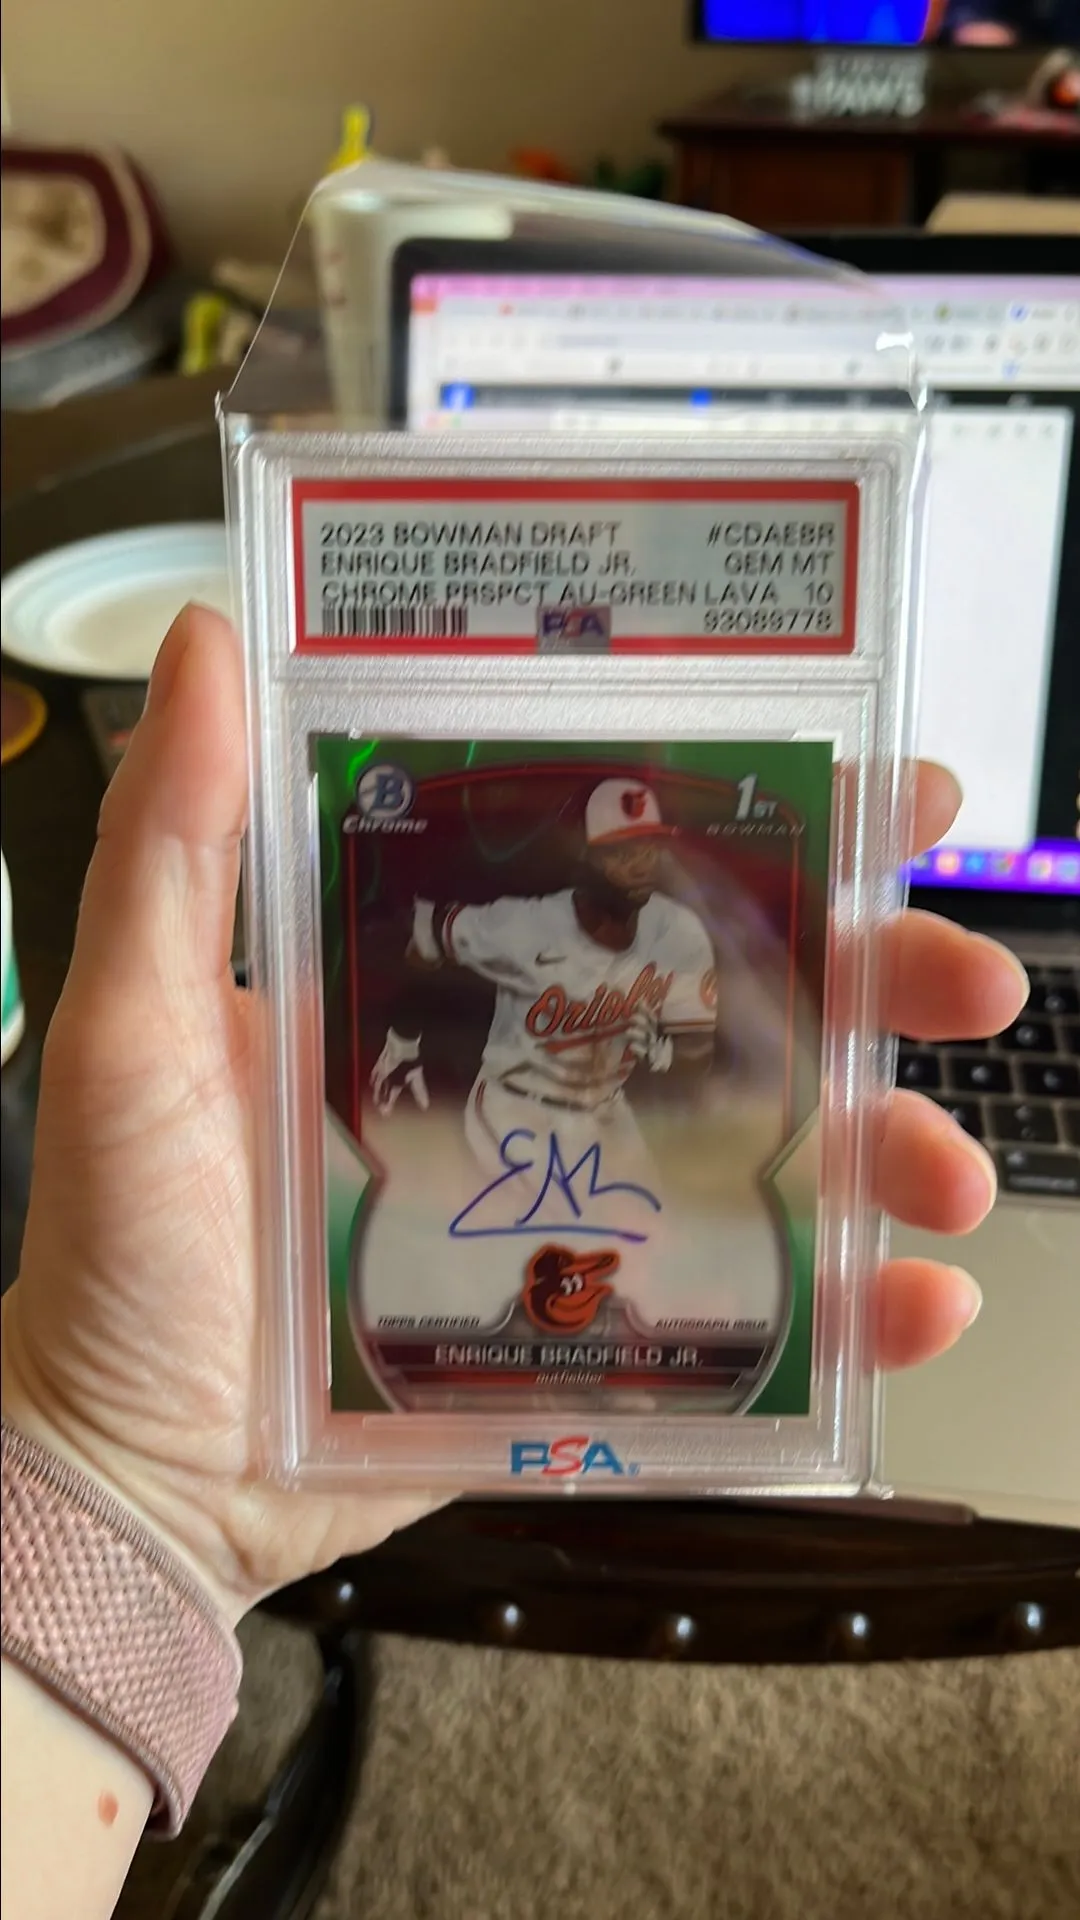 2023 BOWMAN DRAFT #CDAEBR
ENRIQUE BRADFIELD JR. GEM MT
CHROME PRSPCT AU-GREEN LAVA 10
PSA 93089778
B 1ST
Chrome BOWMAN
Orioles
TOPPS CERTIFIED AUTOGRAPH ISSUE
ENRIQUE BRADFIELD JR.
outfielder
PSA